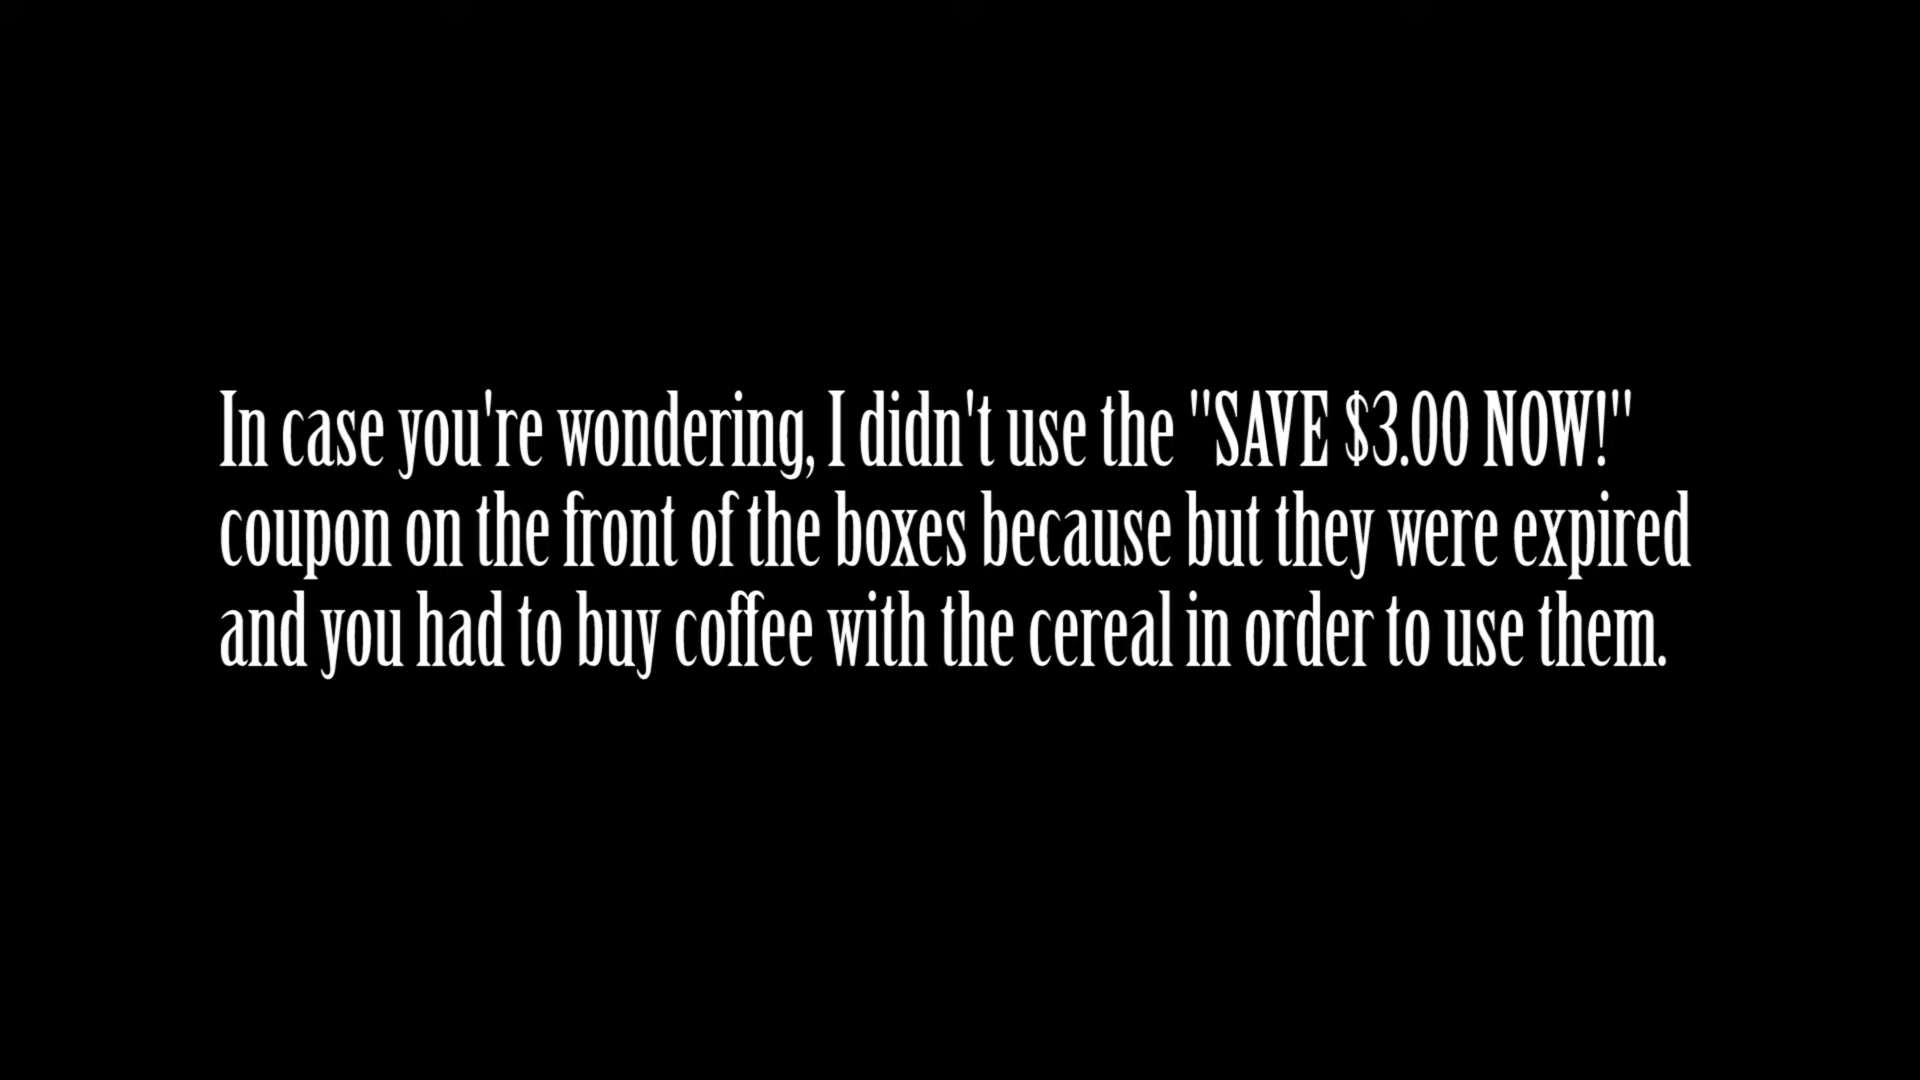 In case you're wondering, I didn't use the "SAVE $3.00 NOW!"
coupon on the front of the boxes because but they were expired
and you had to buy coffee with the cereal in order to use them.